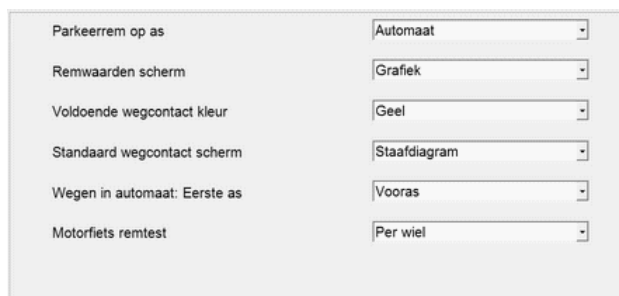 Parkeerrem op as Automaat
Remwaarden scherm Grafiek
Voldoende wegcontact kleur Geel
Standaard wegcontact scherm Staafdiagram
Wegen in automaat: Eerste as Vooras
Motorfiets remtest Per wiel